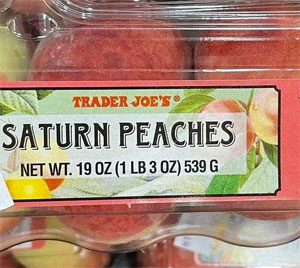 TRADER JOE'S®
SATURN PEACHES
NET WT. 19 OZ (1 LB 3 OZ) 539 G